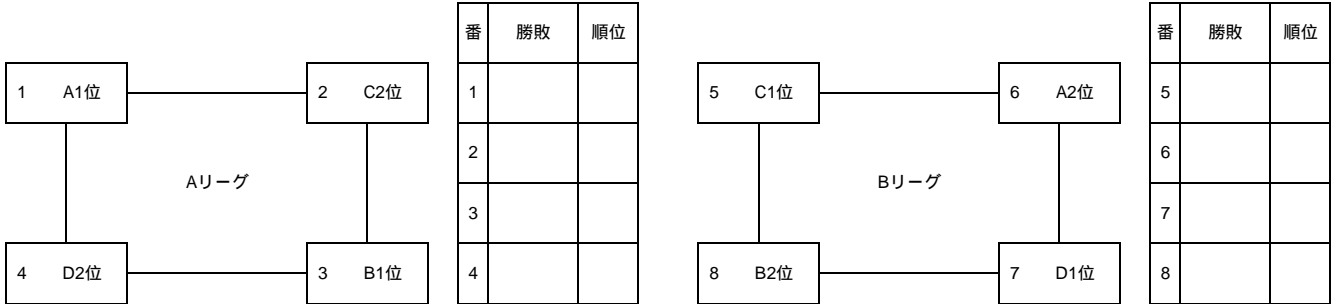 番 勝敗 順位 番 勝敗 順位
1 A1位 2 C2位 1 5 C1位 6 A2位 5
2 6
Aリーグ Bリーグ
3 7
4 D2位 3 B1位 4 8 B2位 7 D1位 8